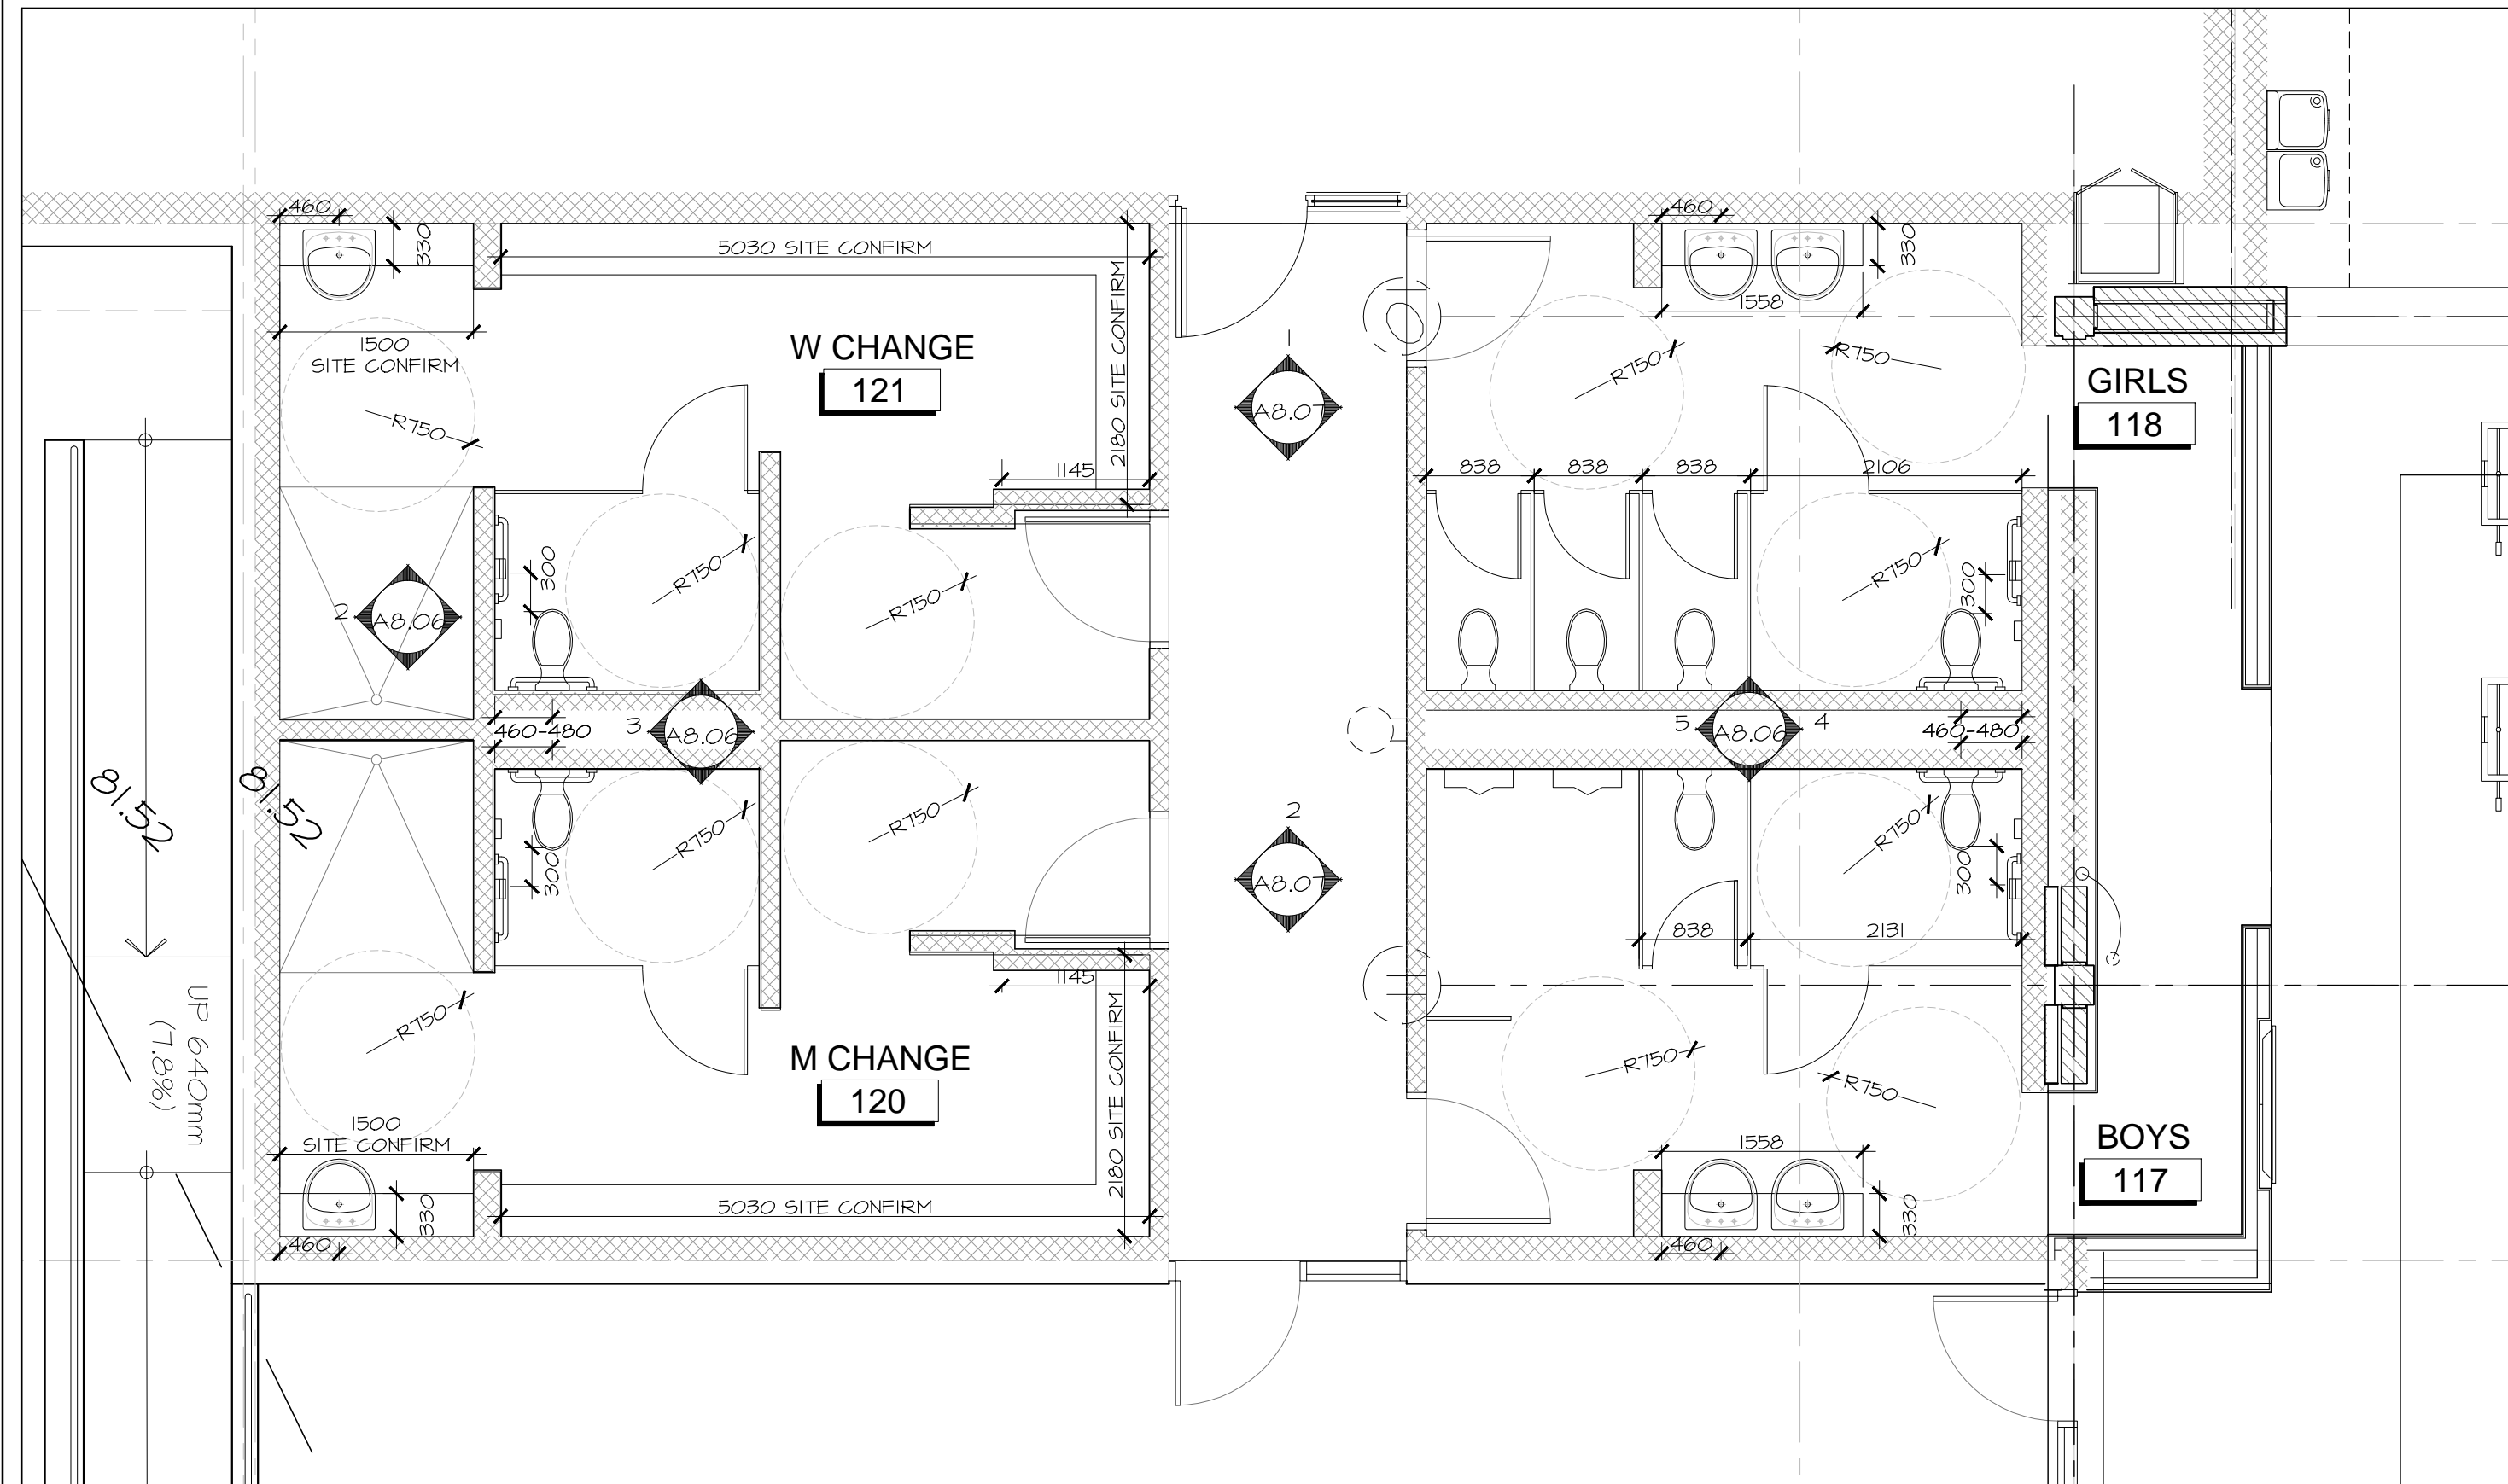 460
330
5030 SITE CONFIRM
2180 SITE CONFIRM
1500
SITE CONFIRM
R750
W CHANGE
121
1145
300
R750
R750
2
A8.06
1
A8.07
460
330
1558
R750
R750
GIRLS
118
838
838
838
2106
R750
300
460-480
3
A8.06
5
A8.06
4
460-480
81.52
81.52
R750
R750
300
2
A8.07
R750
300
838
2131
1145
R750
UP 640mm
(7.8%)
M CHANGE
120
2180 SITE CONFIRM
1500
SITE CONFIRM
330
5030 SITE CONFIRM
460
R750
R750
1558
330
460
BOYS
117